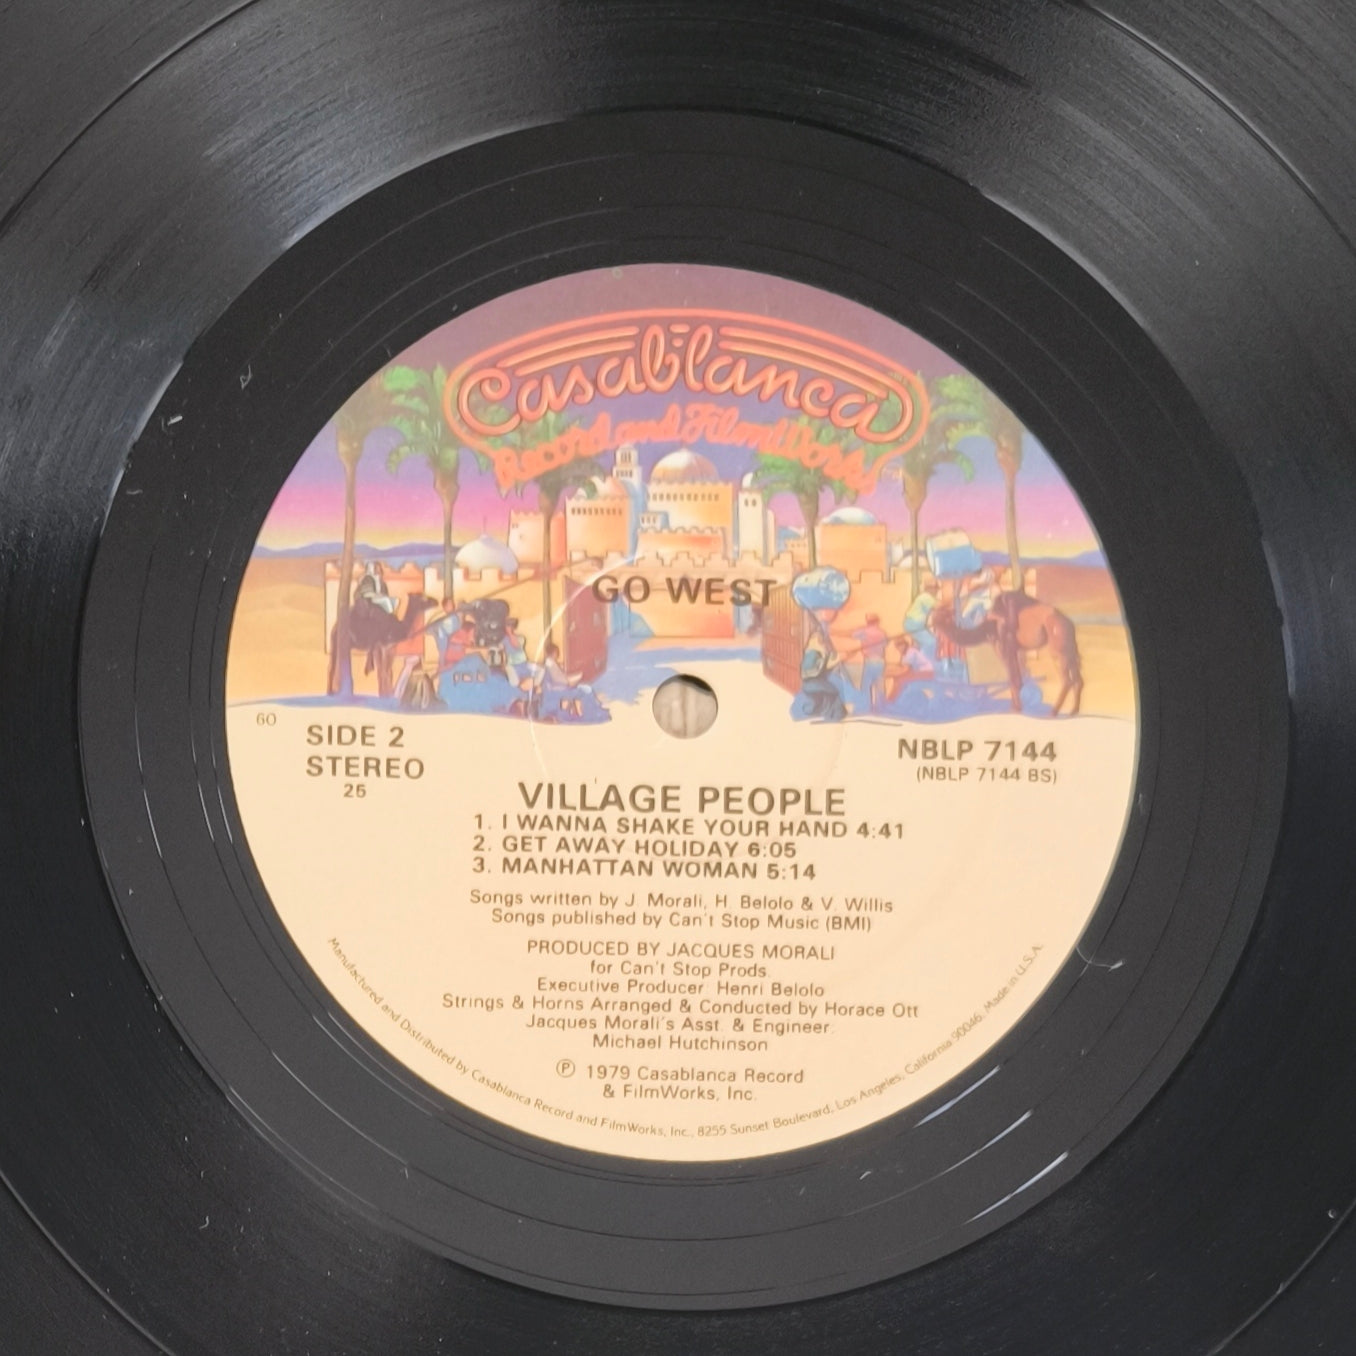 Casablanca
Record and FilmWorks
GO WEST
60
SIDE 2
STEREO
25
NBLP 7144
(NBLP 7144 BS)
VILLAGE PEOPLE
1. I WANNA SHAKE YOUR HAND 4:41
2. GET AWAY HOLIDAY 6:05
3. MANHATTAN WOMAN 5:14
Songs written by J. Morali, H. Belolo & V. Willis
Songs published by Can't Stop Music (BMI)
PRODUCED BY JACQUES MORALI
for Can't Stop Prods.
Executive Producer: Henri Belolo
Strings & Horns Arranged & Conducted by Horace Ott
Jacques Morali's Asst. & Engineer:
Michael Hutchinson
℗ 1979 Casablanca Record
& FilmWorks, Inc.
Manufactured and Distributed by Casablanca Record and FilmWorks, Inc., 8255 Sunset Boulevard, Los Angeles, California 90046. Made in U.S.A.